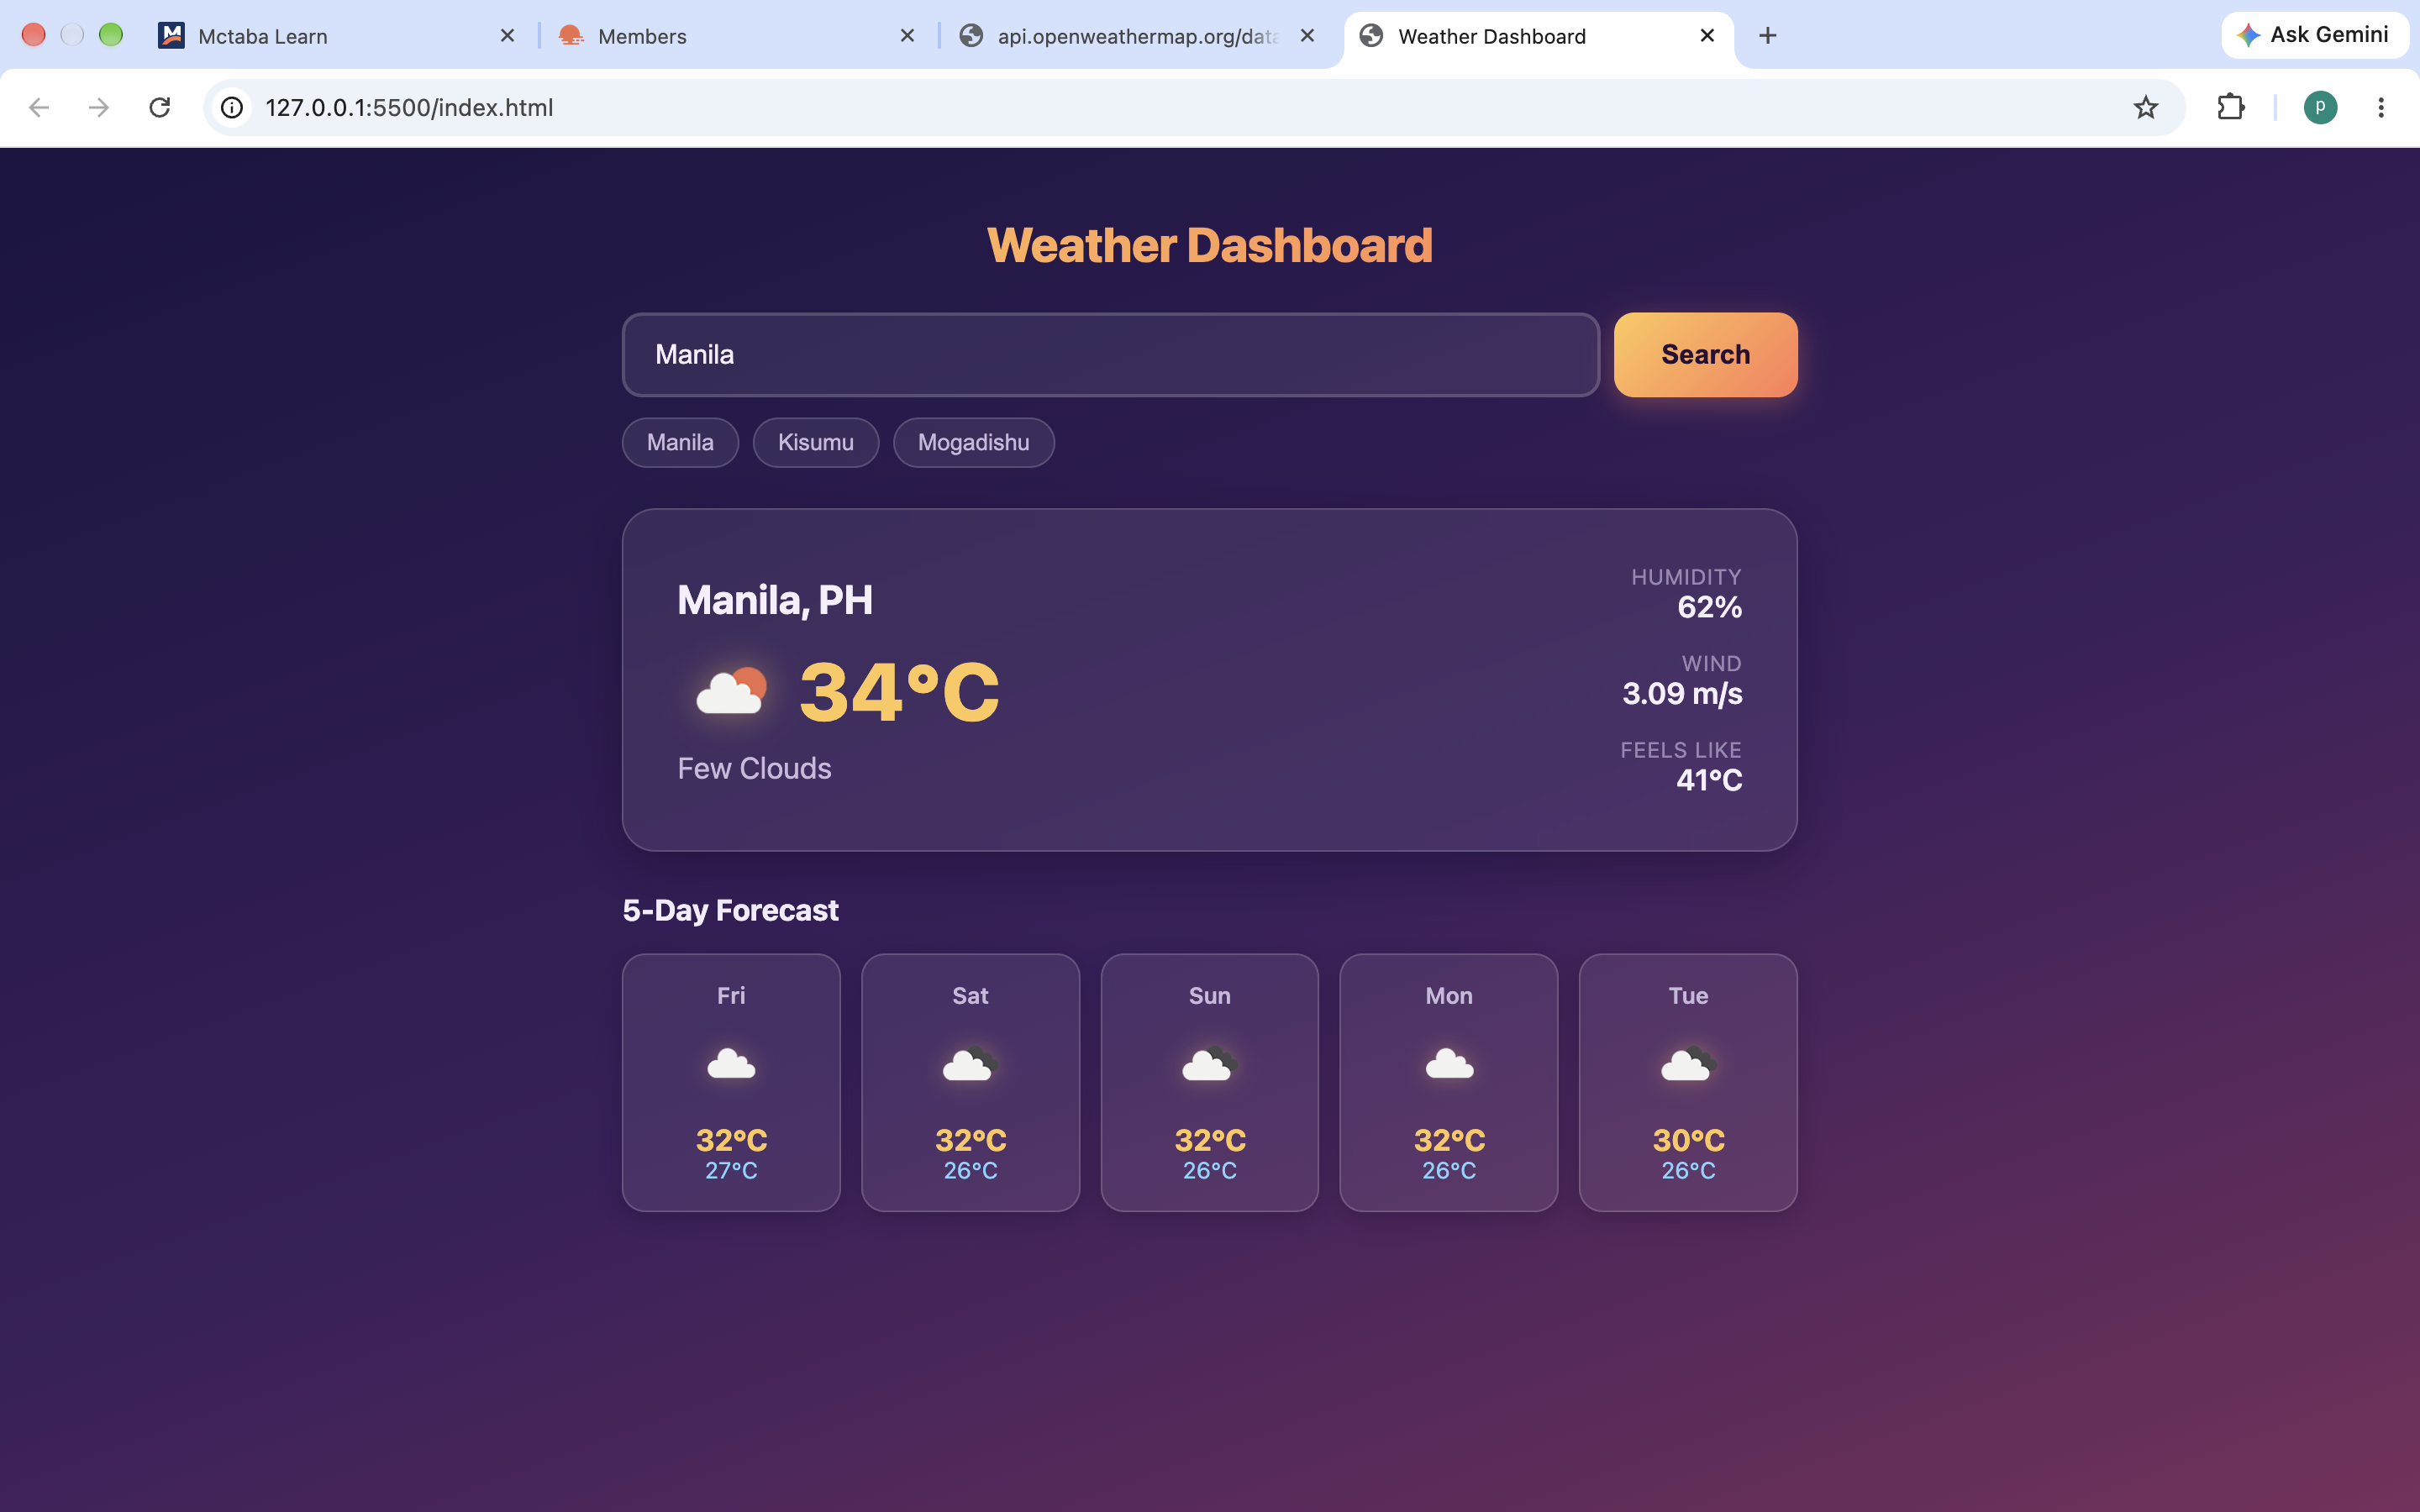 Mctaba Learn
Members
api.openweathermap.org/data
Weather Dashboard
Ask Gemini
127.0.0.1:5500/index.html
p
Weather Dashboard
Manila
Search
Manila
Kisumu
Mogadishu
Manila, PH
34°C
Few Clouds
HUMIDITY
62%
WIND
3.09 m/s
FEELS LIKE
41°C
5-Day Forecast
Fri
32°C
27°C
Sat
32°C
26°C
Sun
32°C
26°C
Mon
32°C
26°C
Tue
30°C
26°C